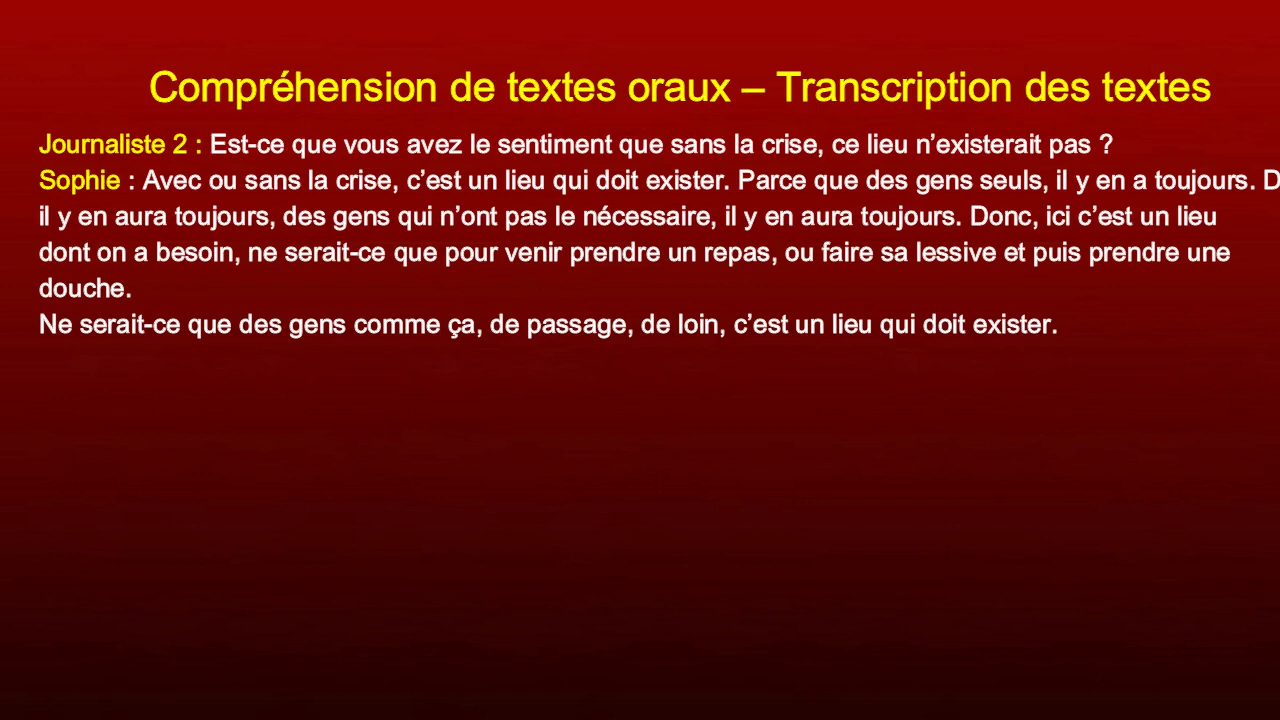 Compréhension de textes oraux – Transcription des textes
Journaliste 2 : Est-ce que vous avez le sentiment que sans la crise, ce lieu n’existerait pas ?
Sophie : Avec ou sans la crise, c’est un lieu qui doit exister. Parce que des gens seuls, il y en a toujours.
il y en aura toujours, des gens qui n’ont pas le nécessaire, il y en aura toujours. Donc, ici c’est un lieu
dont on a besoin, ne serait-ce que pour venir prendre un repas, ou faire sa lessive et puis prendre une
douche.
Ne serait-ce que des gens comme ça, de passage, de loin, c’est un lieu qui doit exister.